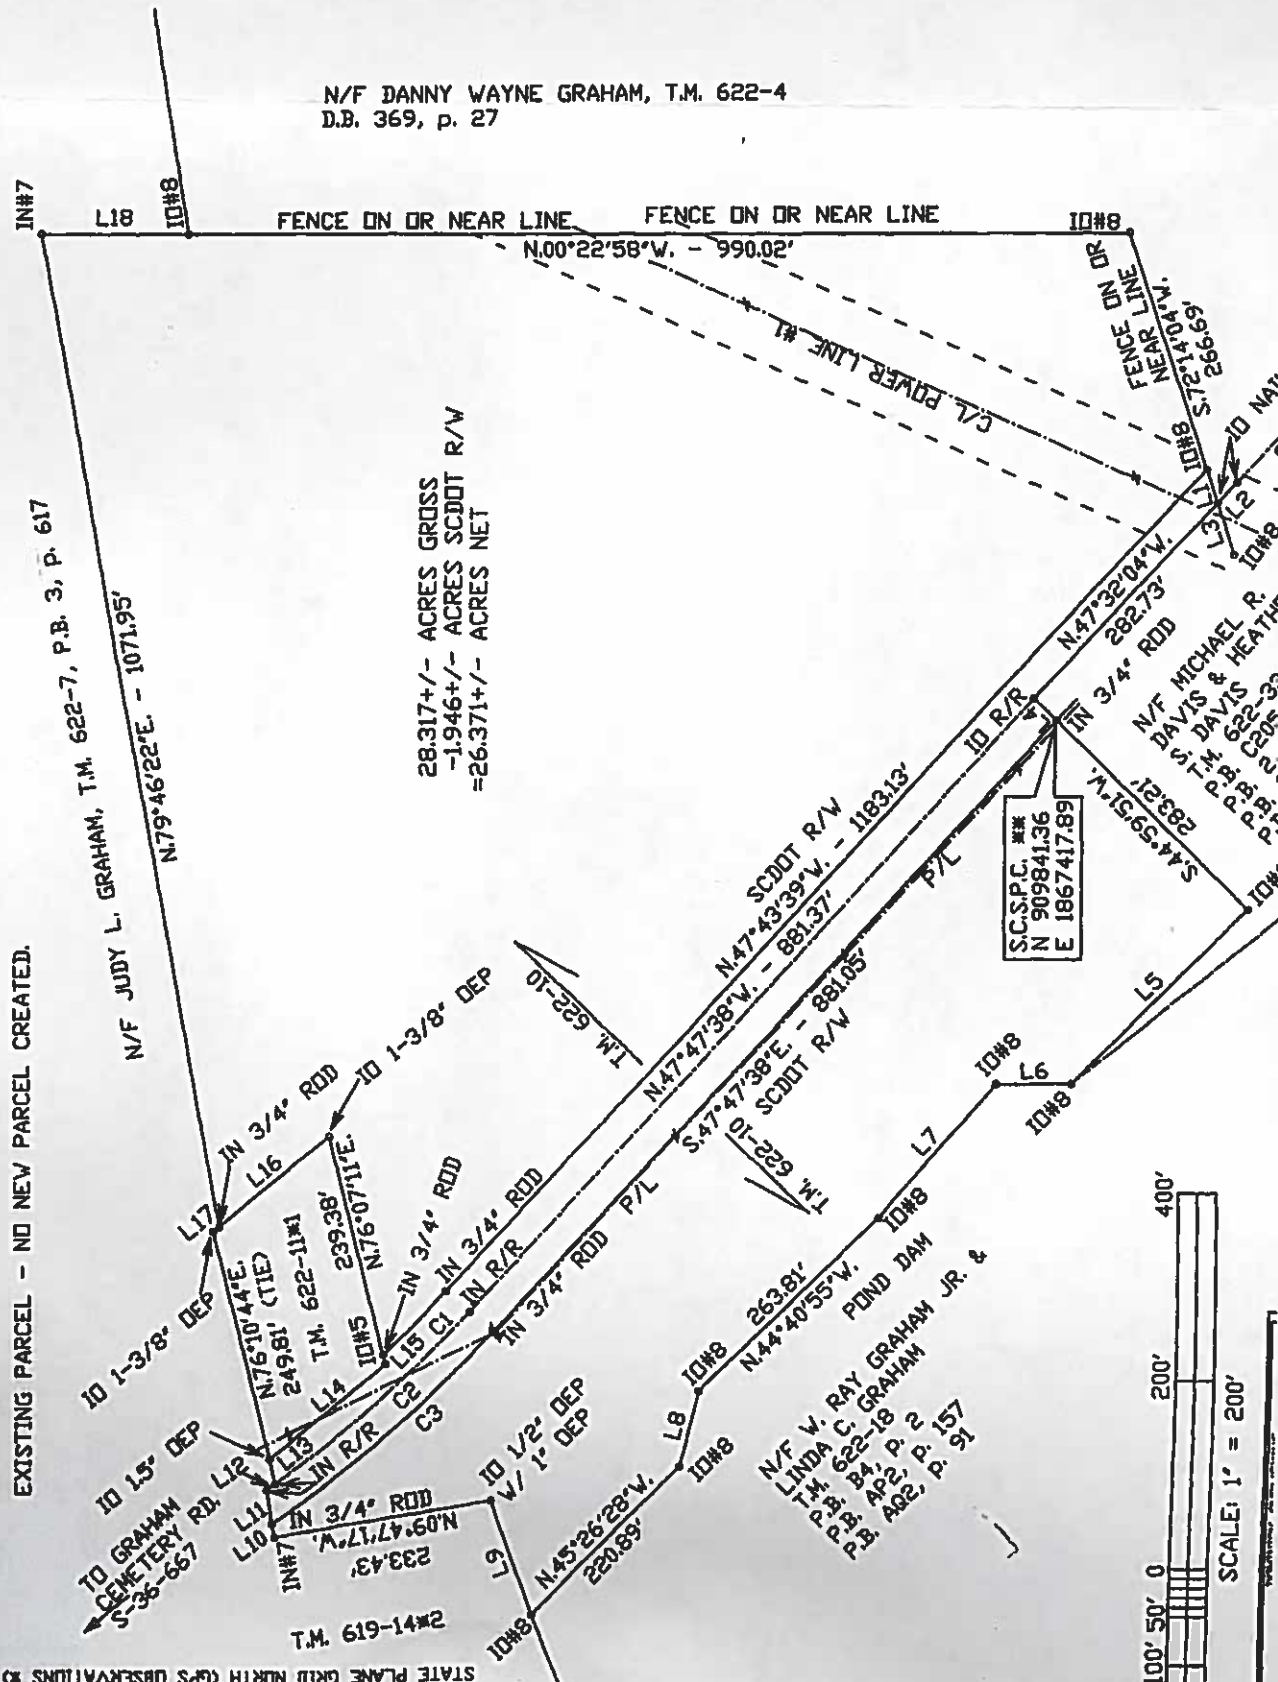 N/F DANNY WAYNE GRAHAM, T.M. 622-4
D.B. 369, p. 27
IN#7
L18
IO#8
FENCE ON OR NEAR LINE
FENCE ON OR NEAR LINE
IO#8
N.00°22'58"W. - 990.02'
FENCE ON OR
NEAR LINE
S.72°14'04"W.
266.69'
C/L POWER LINE #1
IO#8
L1
L2
L3
IO#8
N/F JUDY L. GRAHAM, T.M. 622-7, P.B. 3, p. 617
N.79°46'22"E. - 1071.95'
28.317+/- ACRES GROSS
-1.946+/- ACRES SCDOT R/W
=26.371+/- ACRES NET
N.47°32'04"W.
282.73'
IO R/R
L4
IN 3/4" ROD
N/F MICHAEL R.
DAVIS &
S. DAVIS
T.M.
P.B.
P.B.
S.C.S.P.C. **
N 909841.36
E 1867417.89
S.44°59'51"W.
283.21'
SCDOT R/W
N.47°43'39"W. - 1183.13'
N.47°47'38"W. - 881.37'
P/L
S.47°47'38"E. - 881.05'
SCDOT R/W
T.M. 622-10
T.M. 622-10
EXISTING PARCEL - NO NEW PARCEL CREATED.
L5
IO#8
L6
IO#8
L7
IO#8
IO 1-3/8" DEP
IN 3/4" ROD
L16
L17
IO 1-3/8" DEP
N.76°07'11"E.
239.38'
T.M. 622-11*1
N.76°10'44"E.
249.81' (TIE)
IO#5
IN 3/4" ROD
IN 3/4" ROD
IN R/R
P/L
IN 3/4" ROD
L15
C1
C2
C3
L14
L13
IN R/R
IO 1.5" DEP
L12
L11
L10
IN 3/4" ROD
TO GRAHAM
CEMETERY RD.
S-36-667
IN#7
N.09°47'17"W.
233.43'
IO 1/2" DEP
W/ 1" DEP
L9
T.M. 619-14*2
IO#8
N.45°26'28"W.
220.89'
IO#8
L8
IO#8
263.81'
N.44°40'55"W.
POND DAM
N/F W. RAY GRAHAM JR. &
LINDA C. GRAHAM
T.M. 622-18
P.B. B4, p. 2
P.B. AP2, p. 157
P.B. AQ2, p. 91
100' 50' 0 200' 400'
SCALE: 1" = 200'
STATE PLANE GRID NORTH (GPS OBSERVATIONS